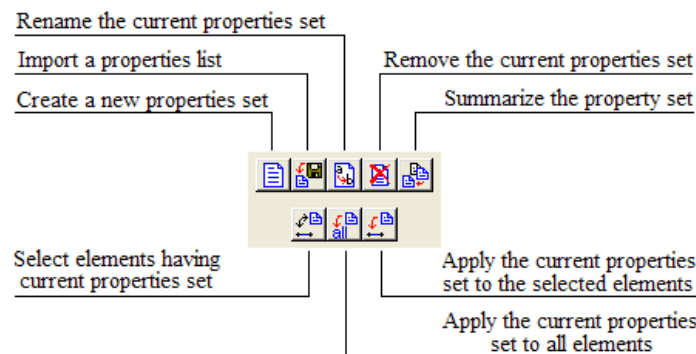 Rename the current properties set
Import a properties list
Remove the current properties set
Create a new properties set
Summarize the property set
a
b
all
Select elements having
current properties set
Apply the current properties
set to the selected elements
Apply the current properties
set to all elements